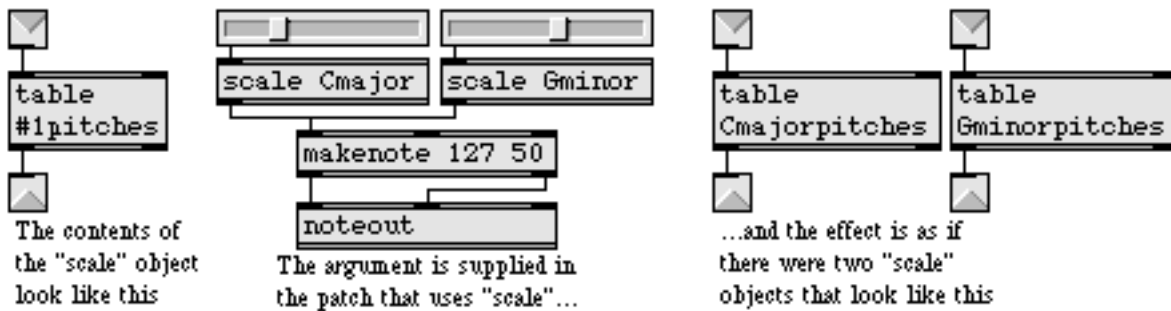 table
#1pitches
The contents of
the "scale" object
look like this
scale Cmajor
scale Gminor
makenote 127 50
noteout
The argument is supplied in
the patch that uses "scale"...
table
Cmajorpitches
table
Gminorpitches
...and the effect is as if
there were two "scale"
objects that look like this